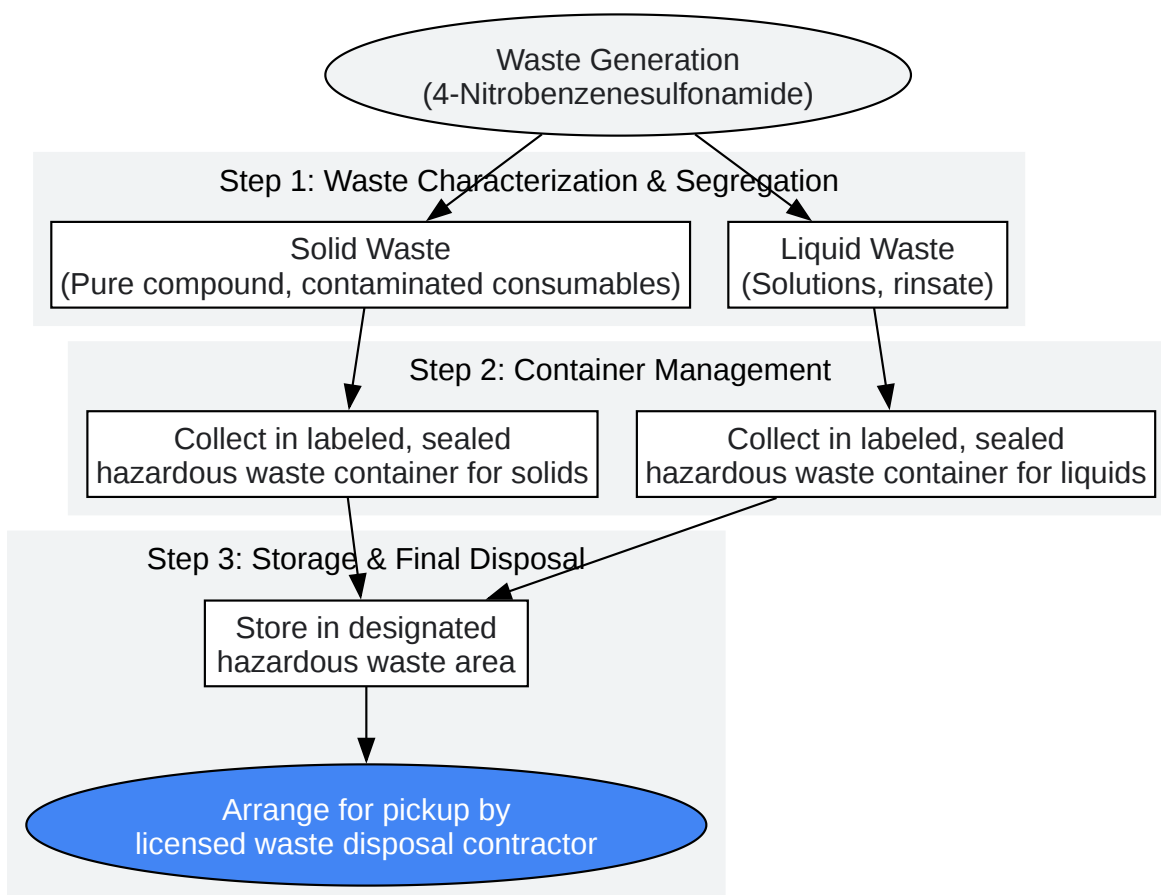 Waste Generation
(4-Nitrobenzenesulfonamide)
Step 1: Waste Characterization & Segregation
Solid Waste
(Pure compound, contaminated consumables)
Liquid Waste
(Solutions, rinsate)
Step 2: Container Management
Collect in labeled, sealed
hazardous waste container for solids
Collect in labeled, sealed
hazardous waste container for liquids
Step 3: Storage & Final Disposal
Store in designated
hazardous waste area
Arrange for pickup by
licensed waste disposal contractor